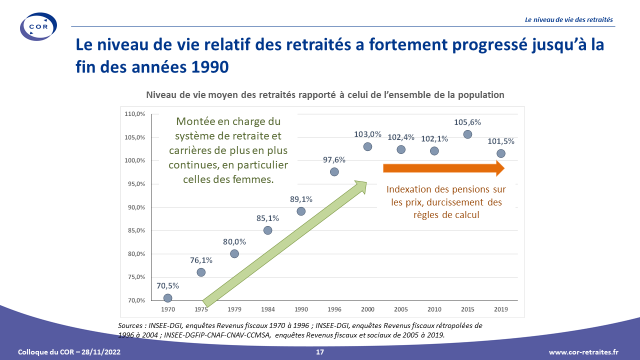 COR
Le niveau de vie des retraités
Le niveau de vie relatif des retraités a fortement progressé jusqu'à la
fin des années 1990
Niveau de vie moyen des retraités rapporté à celui de l'ensemble de la population
110,0%
105,0%
100,0%
95,0%
90,0%
85,0%
80,0%
75,0%
70,0%
Montée en charge du
système de retraite et
carrières de plus en plus
continues, en particulier
celles des femmes.
70,5%
76,1%
80,0%
85,1%
89,1%
97,6%
103,0%
102,4%
102,1%
105,6%
101,5%
Indexation des pensions sur
les prix, durcissement des
règles de calcul
1970 1975 1979 1984 1990 1996 2000 2005 2010 2015 2019
Sources : INSEE-DGI, enquêtes Revenus fiscaux 1970 à 1996 ; INSEE-DGI, enquêtes Revenus fiscaux rétropolées de
1996 à 2004 ; INSEE-DGFiP-CNAF-CNAV-CCMSA, enquêtes Revenus fiscaux et sociaux de 2005 à 2019.
Colloque du COR – 28/11/2022
17
www.cor-retraites.fr